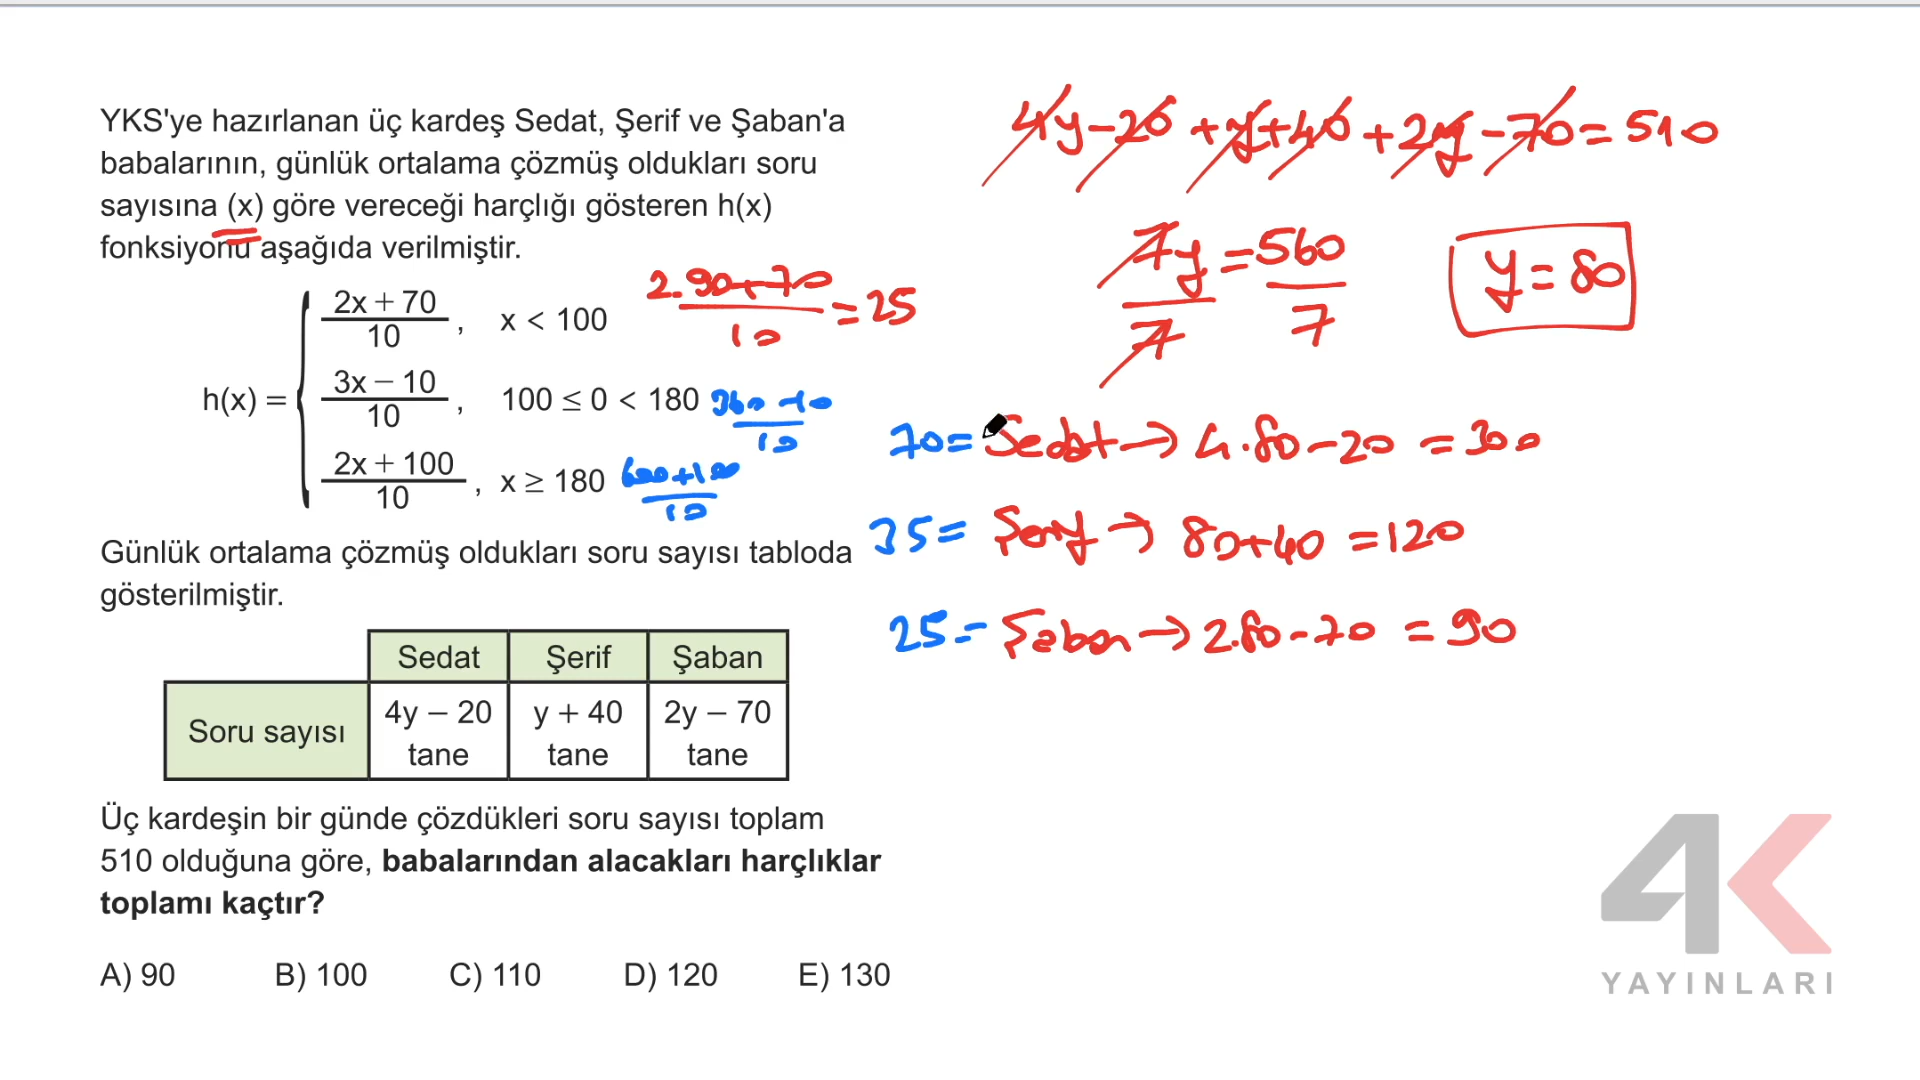 YKS'ye hazırlanan üç kardeş Sedat, Şerif ve Şaban'a
babalarının, günlük ortalama çözmüş oldukları soru
sayısına (x) göre vereceği harçlığı gösteren h(x)
fonksiyonu aşağıda verilmiştir.
h(x) =
2x + 70
10
, x < 100
3x − 10
10
, 100 ≤ 0 < 180
2x + 100
10
, x ≥ 180
2.90+70
10
= 25
360-10
10
600+100
10
Günlük ortalama çözmüş oldukları soru sayısı tabloda
gösterilmiştir.
Sedat Şerif Şaban
Soru sayısı
4y − 20 y + 40 2y − 70
tane tane tane
Üç kardeşin bir günde çözdükleri soru sayısı toplam
510 olduğuna göre, babalarından alacakları harçlıklar
toplamı kaçtır?
A) 90 B) 100 C) 110 D) 120 E) 130
4y-20 +y+40 +2y-70=510
7y = 560
7 7
y = 80
70= Sedat → 4.80-20 = 300
35= Şerif → 80+40 = 120
25= Şaban → 2.80-70 = 90
4K
YAYINLARI